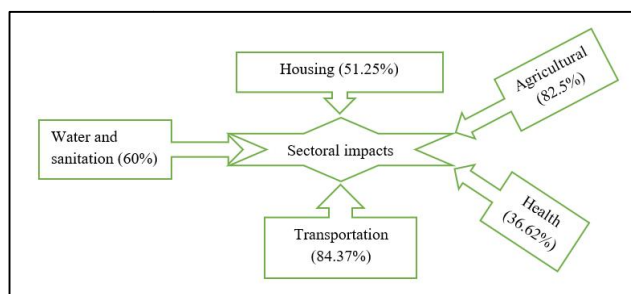 Housing (51.25%)
Agricultural
(82.5%)
Water and
sanitation (60%)
Sectoral impacts
Health
(36.62%)
Transportation
(84.37%)